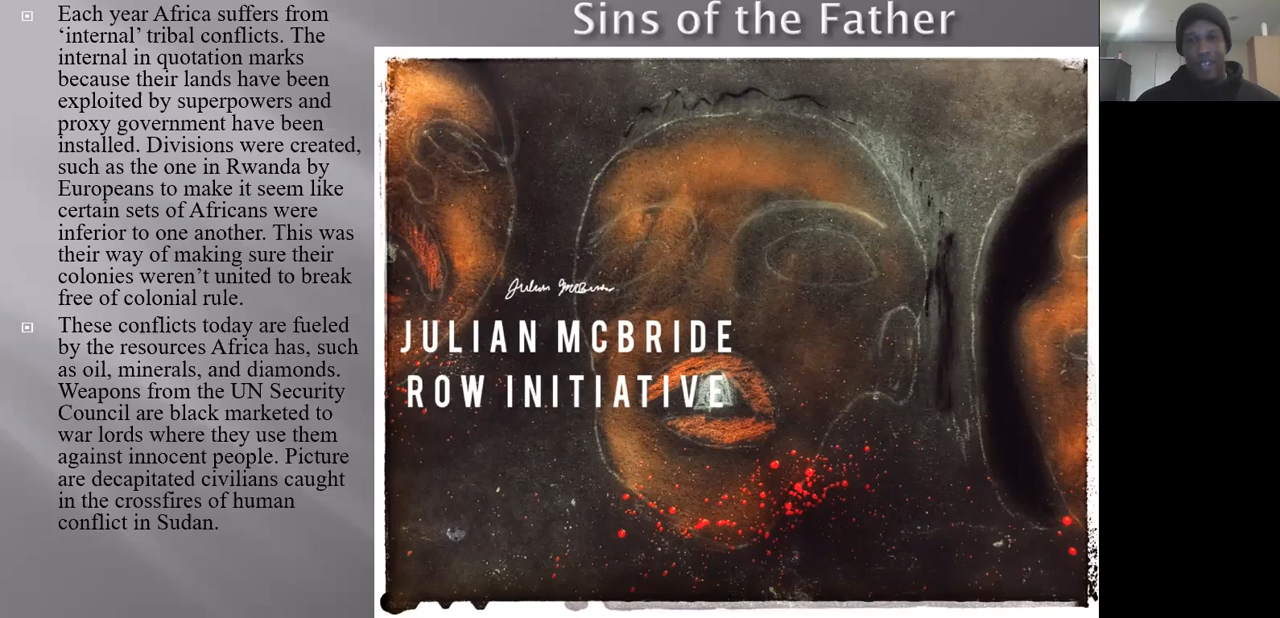 Sins of the Father
Each year Africa suffers from
‘internal’ tribal conflicts. The
internal in quotation marks
because their lands have been
exploited by superpowers and
proxy government have been
installed. Divisions were created,
such as the one in Rwanda by
Europeans to make it seem like
certain sets of Africans were
inferior to one another. This was
their way of making sure their
colonies weren’t united to break
free of colonial rule.
These conflicts today are fueled
by the resources Africa has, such
as oil, minerals, and diamonds.
Weapons from the UN Security
Council are black marketed to
war lords where they use them
against innocent people. Picture
are decapitated civilians caught
in the crossfires of human
conflict in Sudan.
Julian McBride
JULIAN MCBRIDE
ROW INITIATIVE